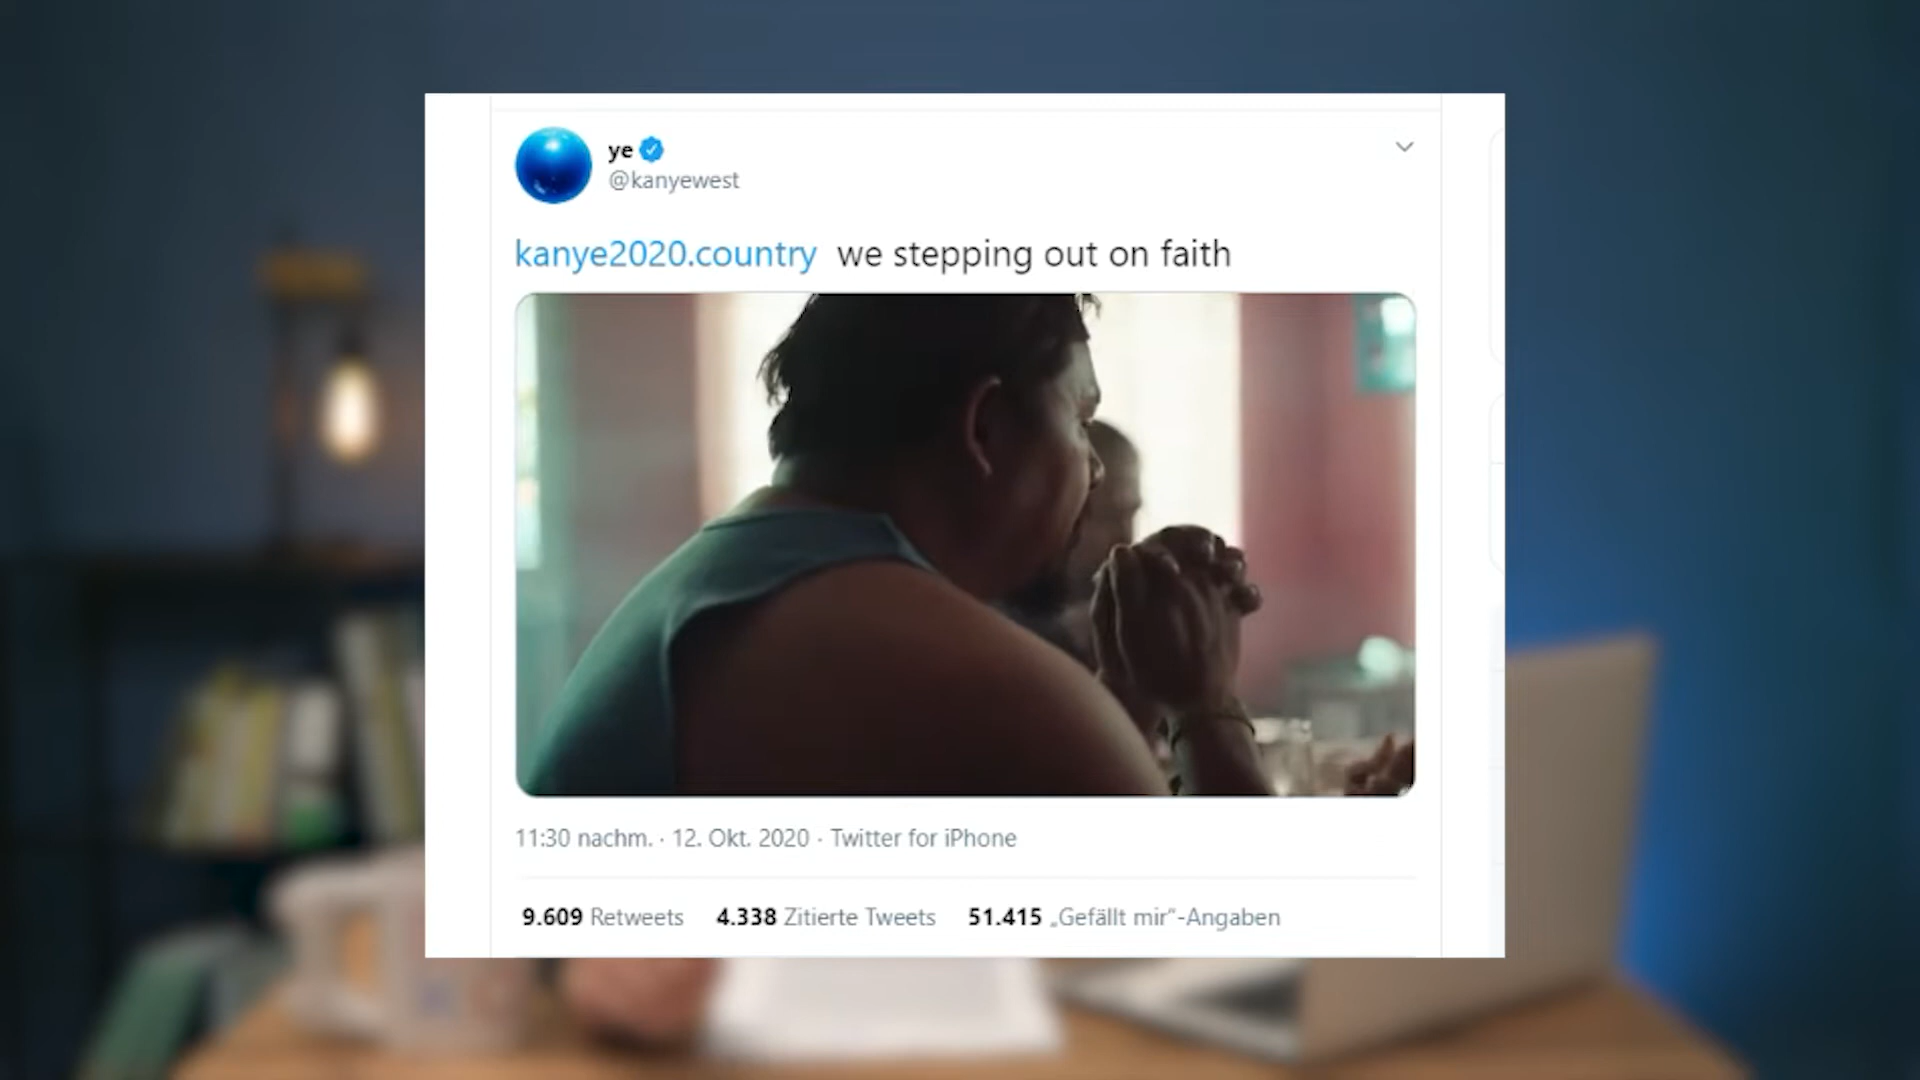 ye
@kanyewest
kanye2020.country we stepping out on faith
11:30 nachm. · 12. Okt. 2020 · Twitter for iPhone
9.609 Retweets 4.338 Zitierte Tweets 51.415 „Gefällt mir“-Angaben